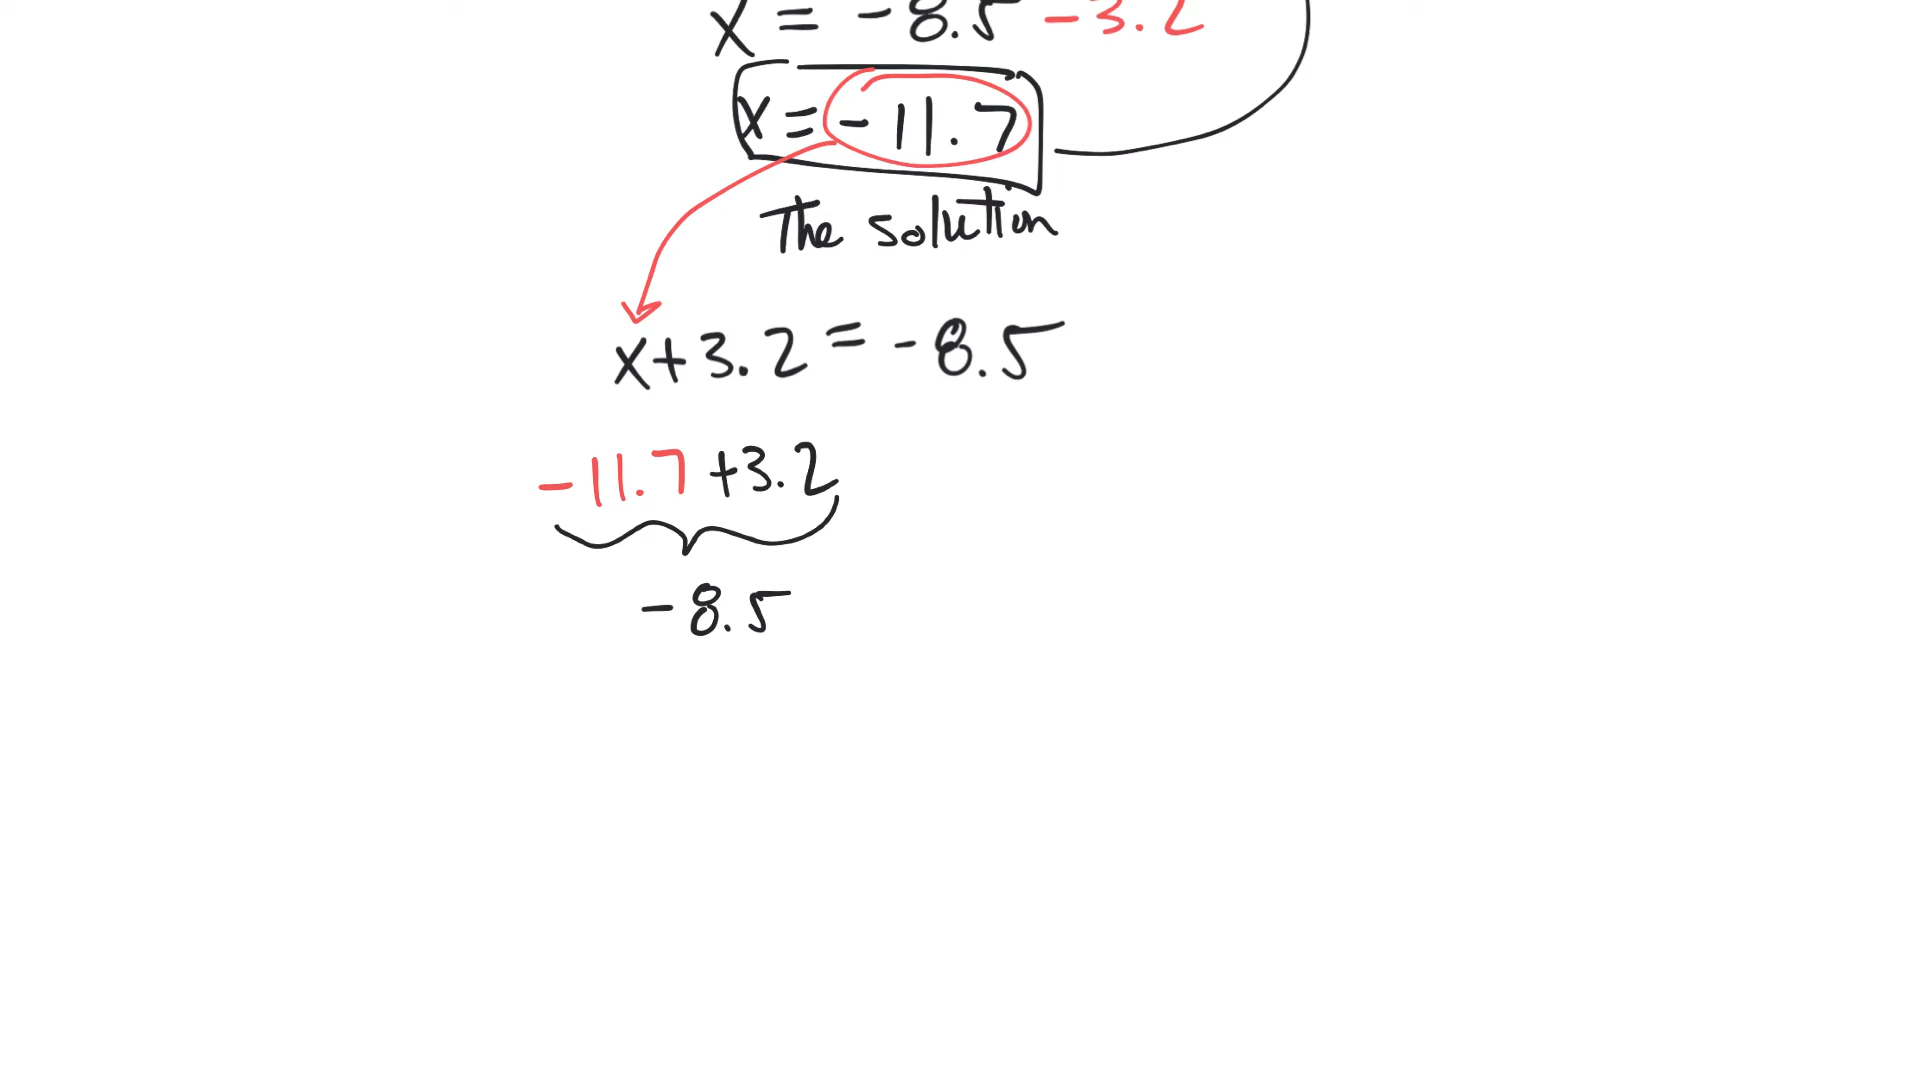 x = -8.5 -3.2
x = -11.7
The solution
x+3.2 = -8.5
-11.7 +3.2
-8.5